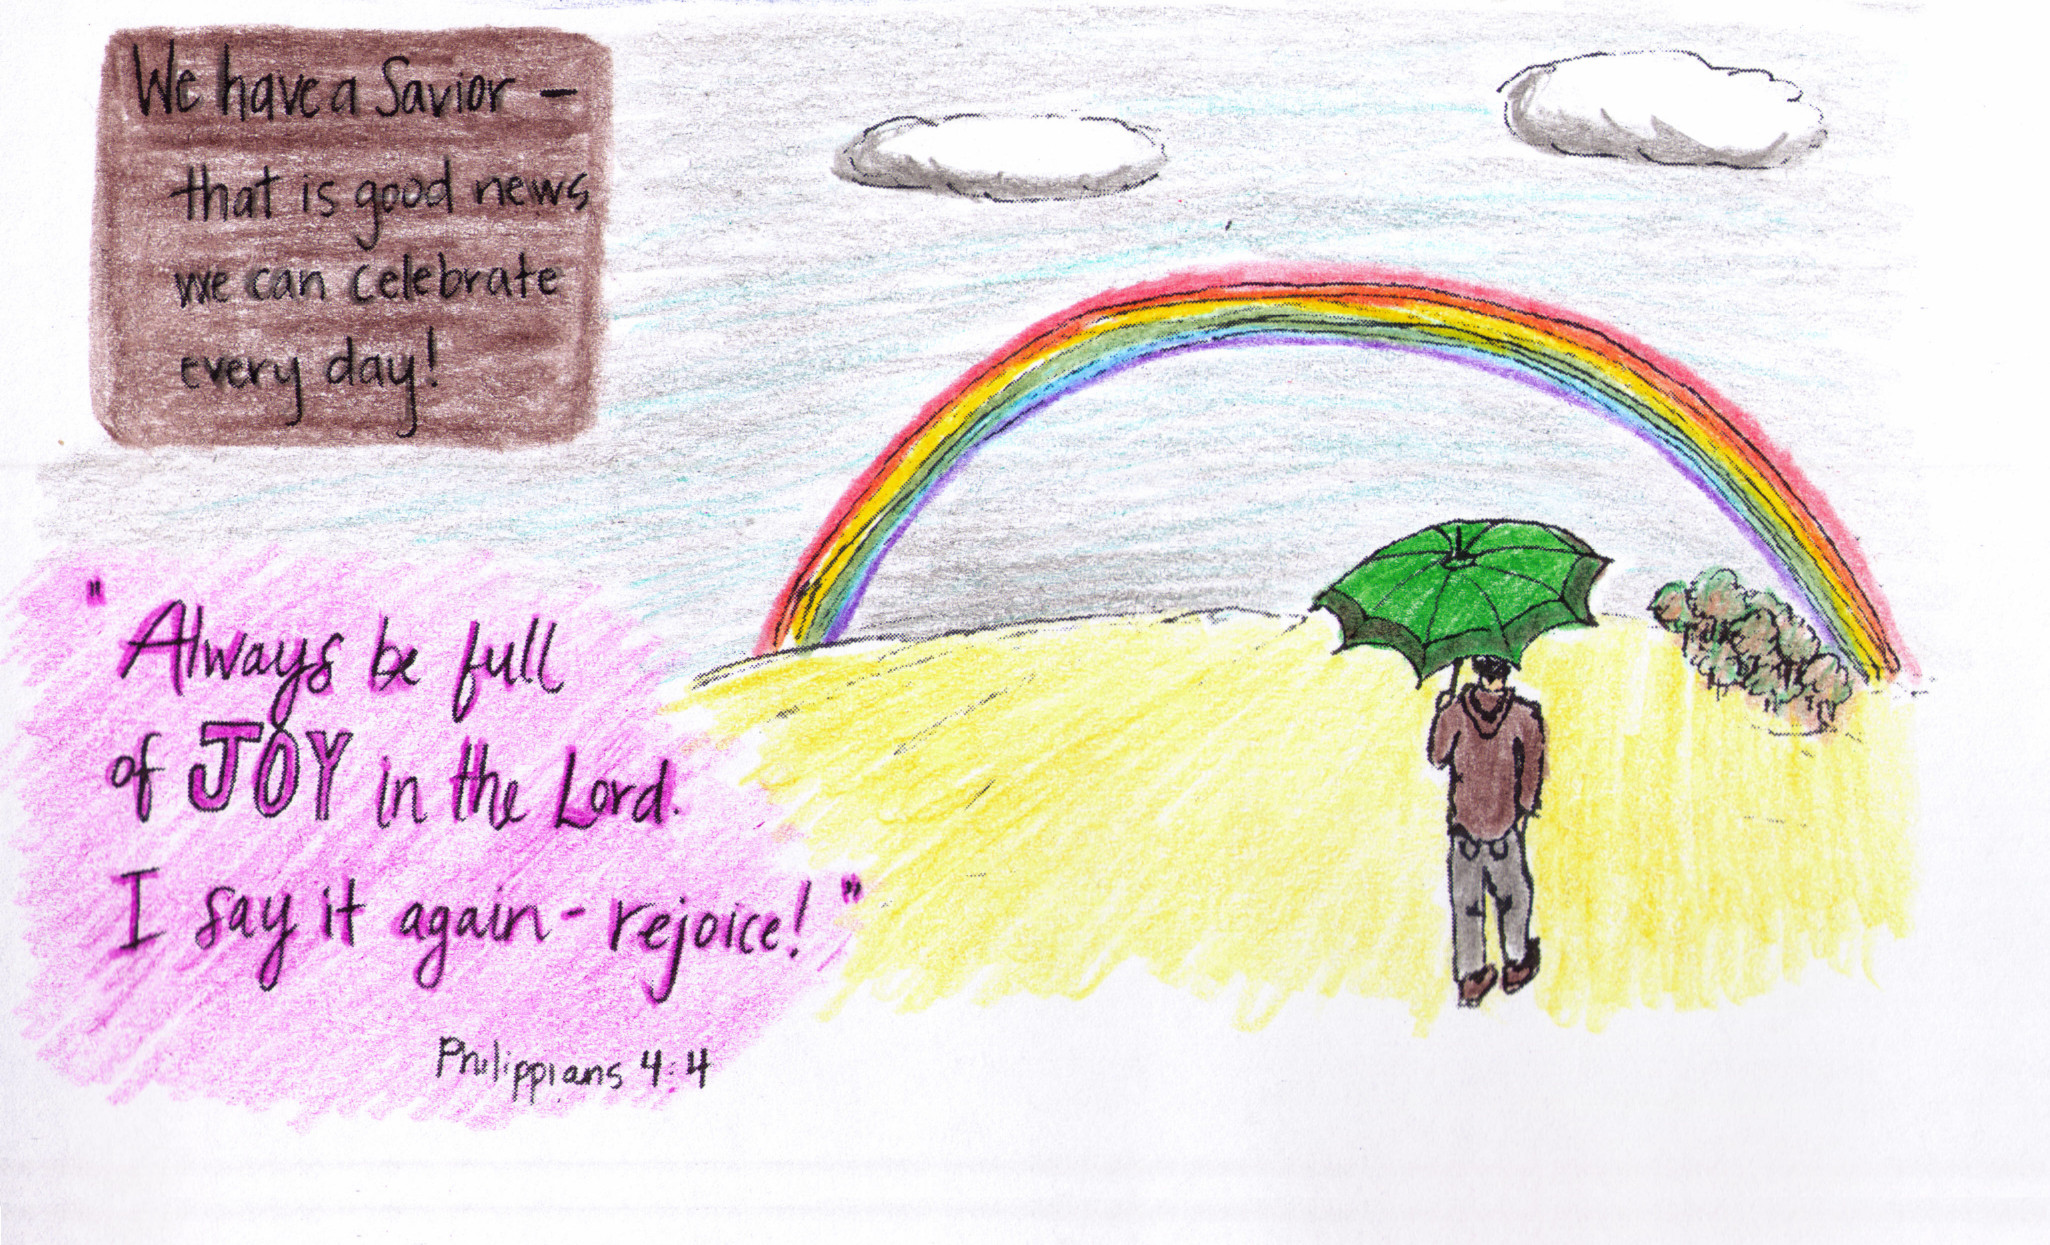 We have a Savior –
that is good news
we can celebrate
every day!
"Always be full
of JOY in the Lord.
I say it again - rejoice!"
Philippians 4:4